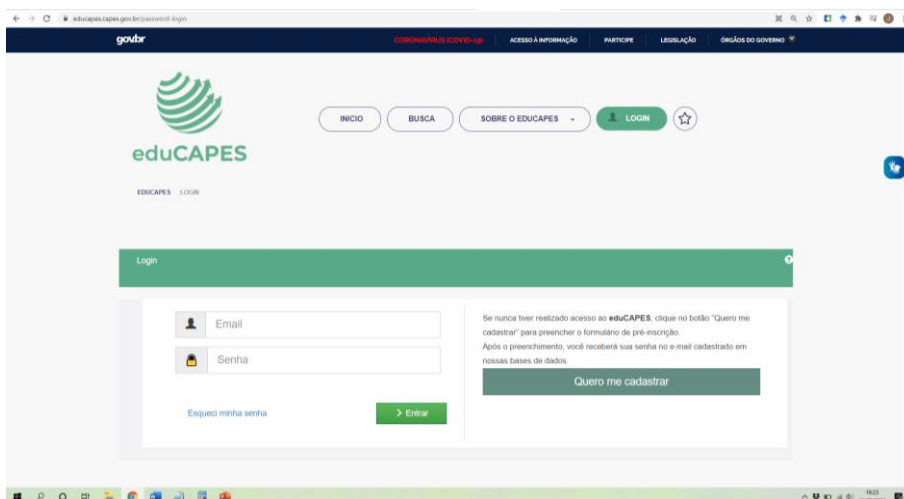 educapes.capes.gov.br/password-login
govbr
CORONAVÍRUS (COVID-19)
ACESSO À INFORMAÇÃO
PARTICIPE
LEGISLAÇÃO
ÓRGÃOS DO GOVERNO
eduCAPES
INICIO
BUSCA
SOBRE O EDUCAPES
LOGIN
EDUCAPES LOGIN
Login
Email
Senha
Esqueci minha senha
Entrar
Se nunca tiver realizado acesso ao eduCAPES, clique no botão "Quero me
cadastrar" para preencher o formulário de pré-inscrição.
Após o preenchimento, você receberá sua senha no e-mail cadastrado em
nossas bases de dados.
Quero me cadastrar
16:23